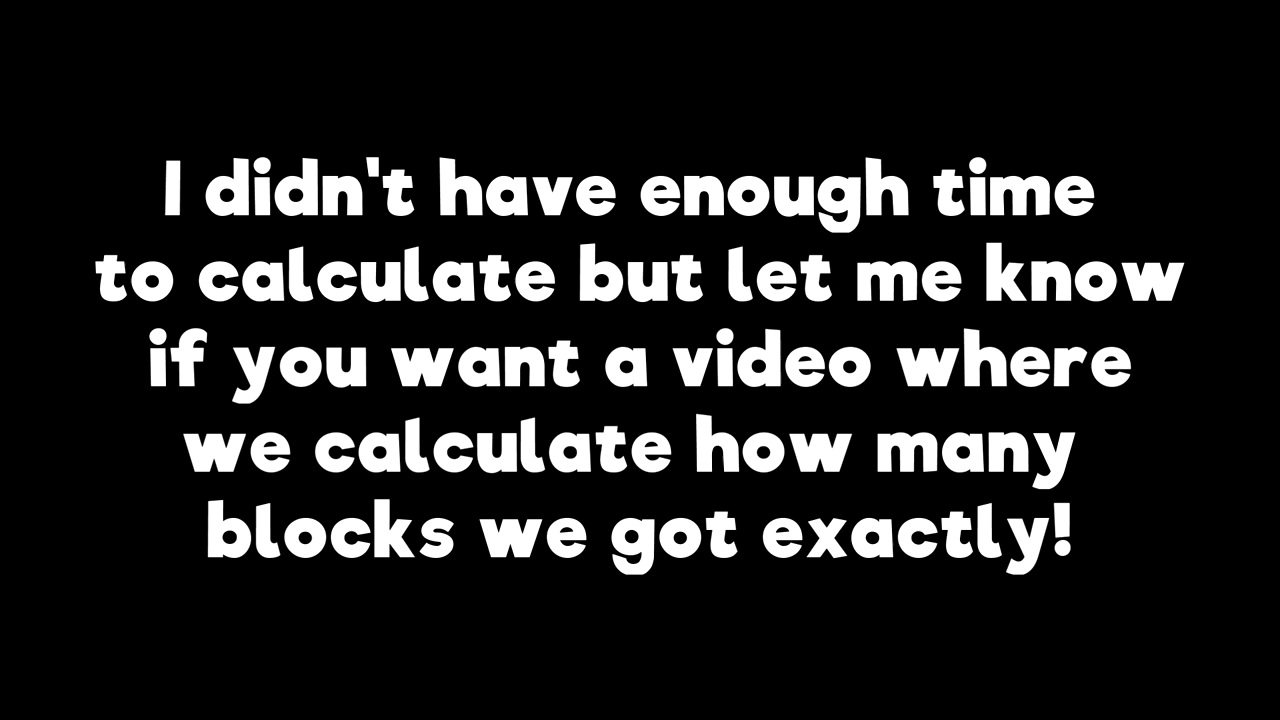 I didn't have enough time
to calculate but let me know
if you want a video where
we calculate how many
blocks we got exactly!